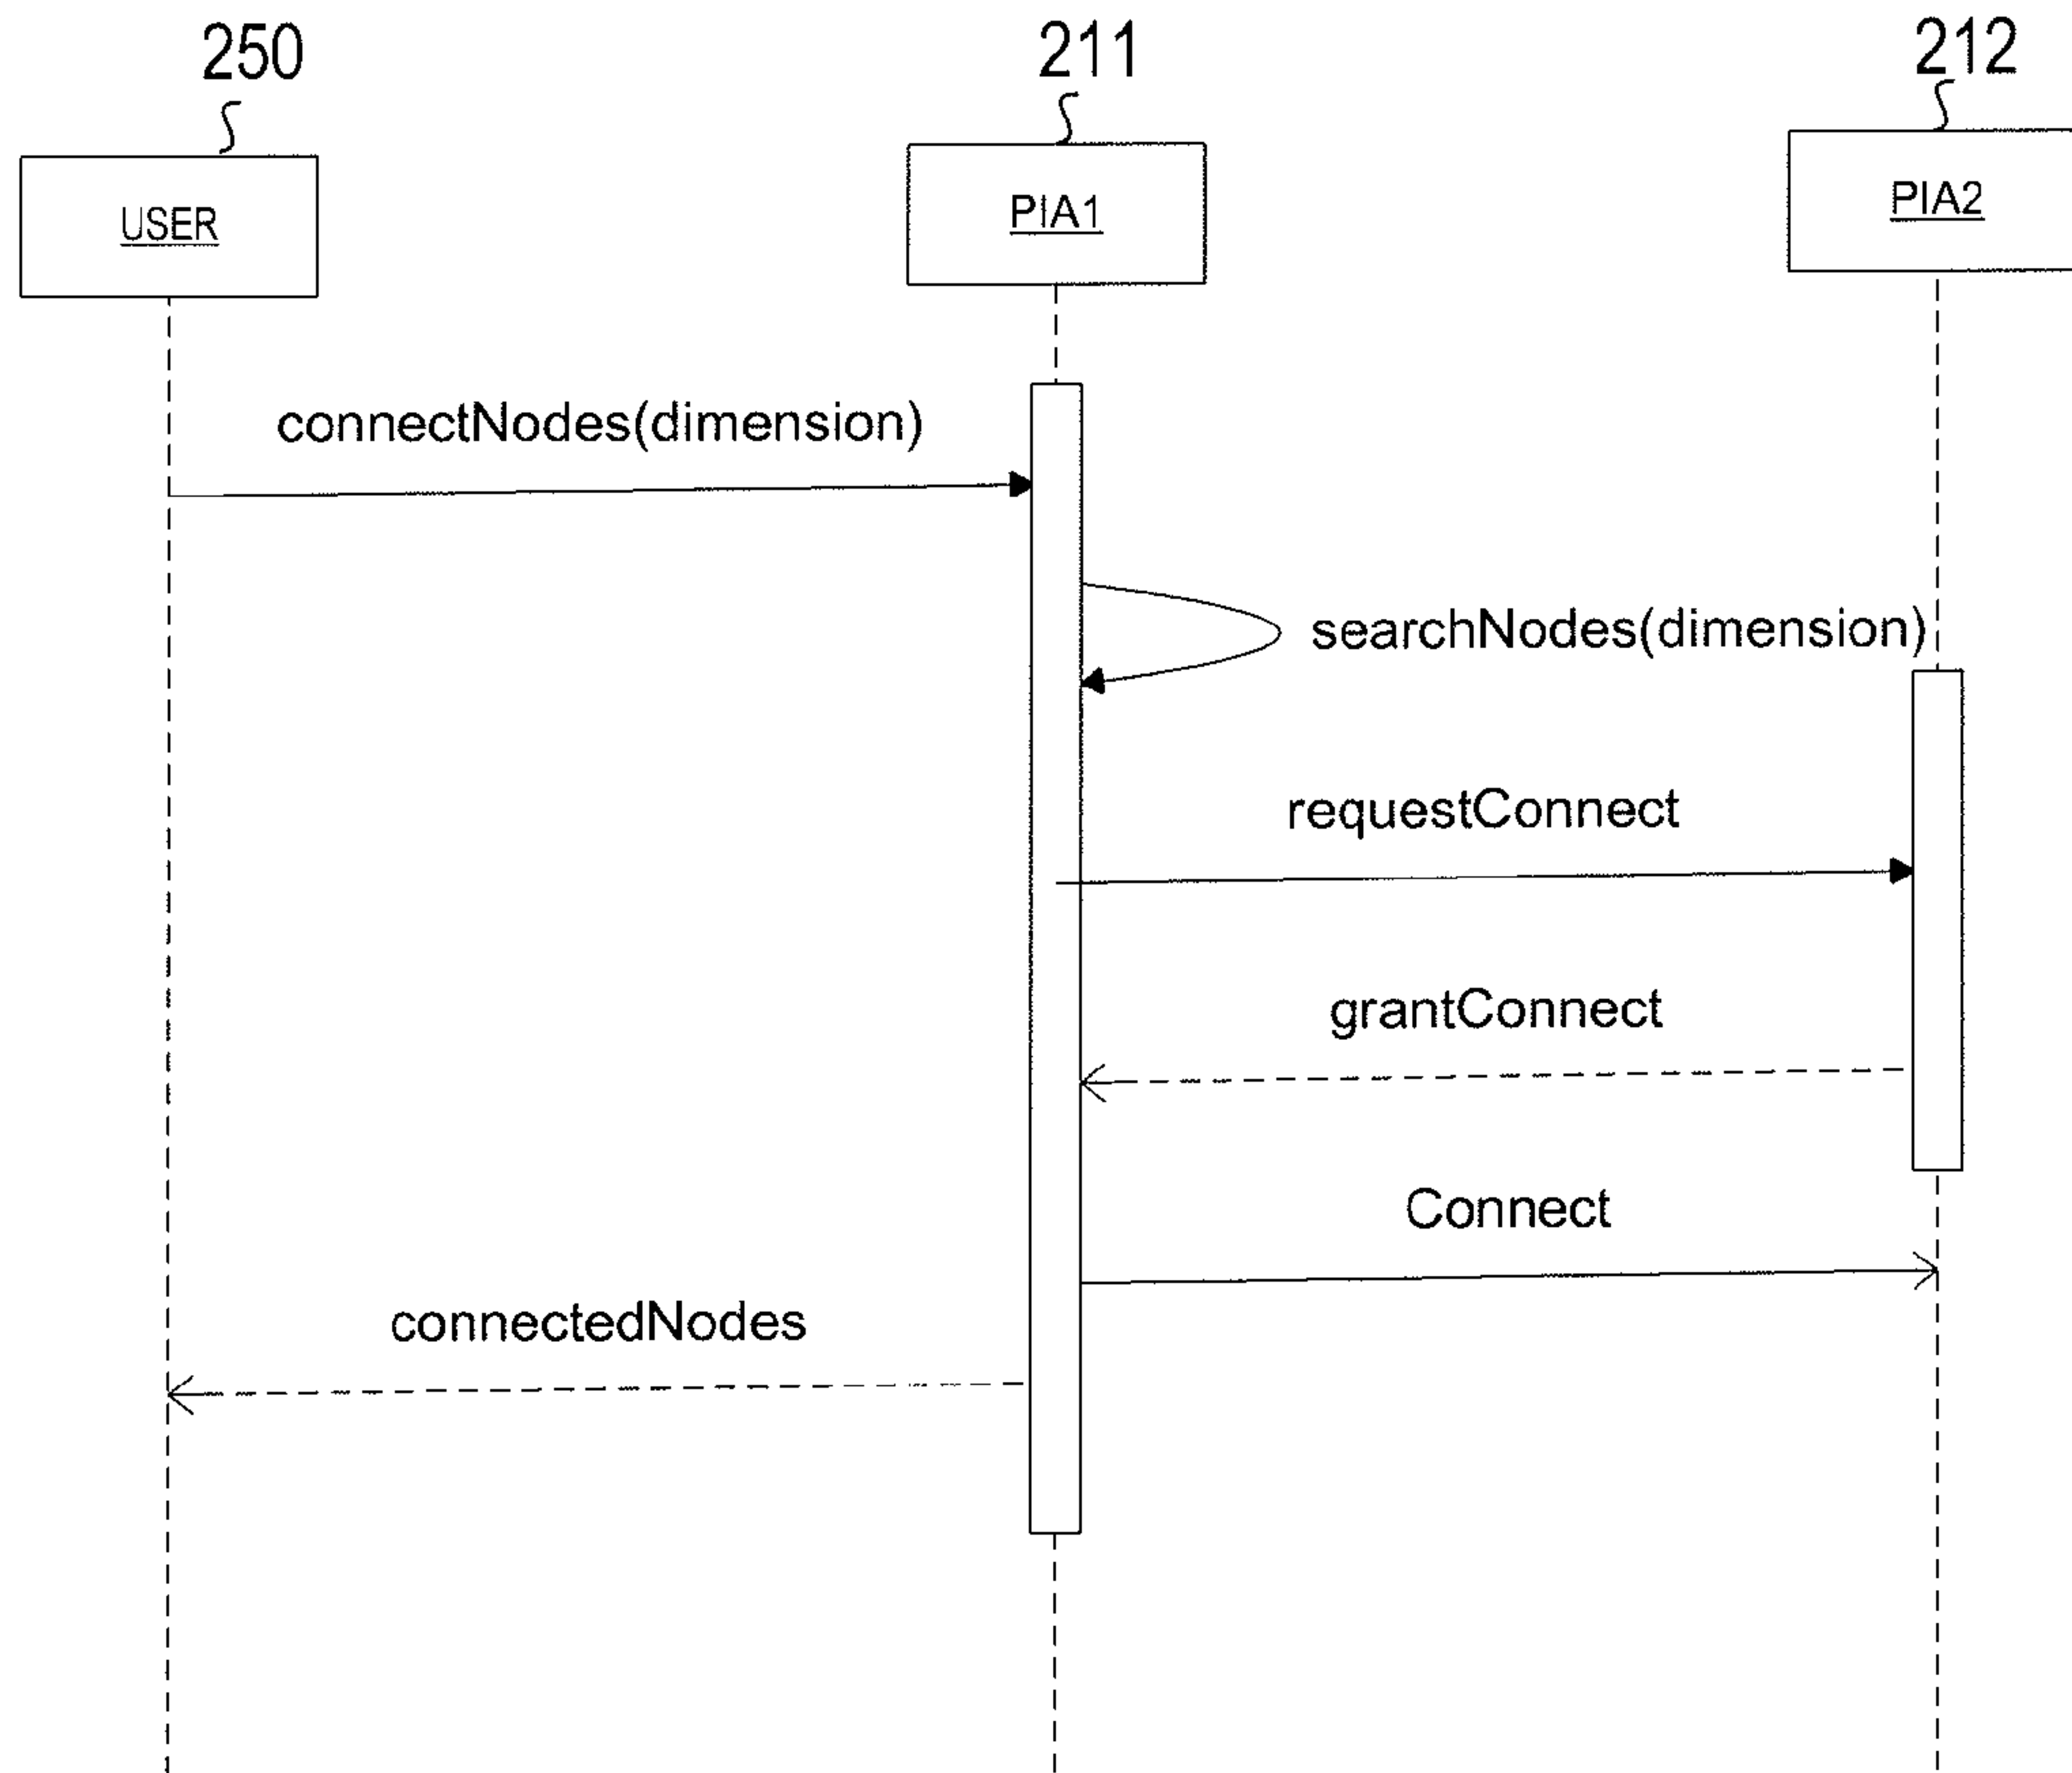 250
211
212
USER
PIA1
PIA2
connectNodes(dimension)
searchNodes(dimension)
requestConnect
grantConnect
Connect
connectedNodes